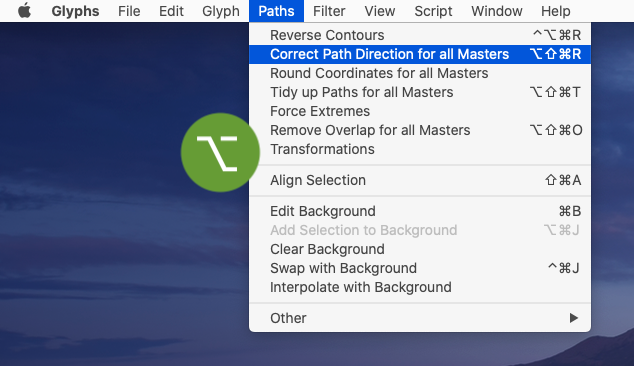 Glyphs File Edit Glyph Paths Filter View Script Window Help
Reverse Contours ^⌥⌘R
Correct Path Direction for all Masters ⌥⇧⌘R
Round Coordinates for all Masters
Tidy up Paths for all Masters ⌥⇧⌘T
Force Extremes
Remove Overlap for all Masters ⌥⇧⌘O
Transformations
⌥
Align Selection ⇧⌘A
Edit Background ⌘B
Add Selection to Background ⌥⌘J
Clear Background
Swap with Background ^⌘J
Interpolate with Background
Other ▶